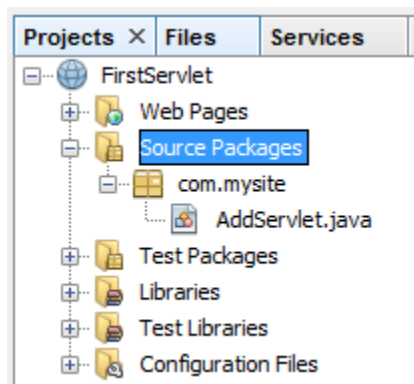 Projects Files Services
FirstServlet
Web Pages
Source Packages
com.mysite
AddServlet.java
Test Packages
Libraries
Test Libraries
Configuration Files